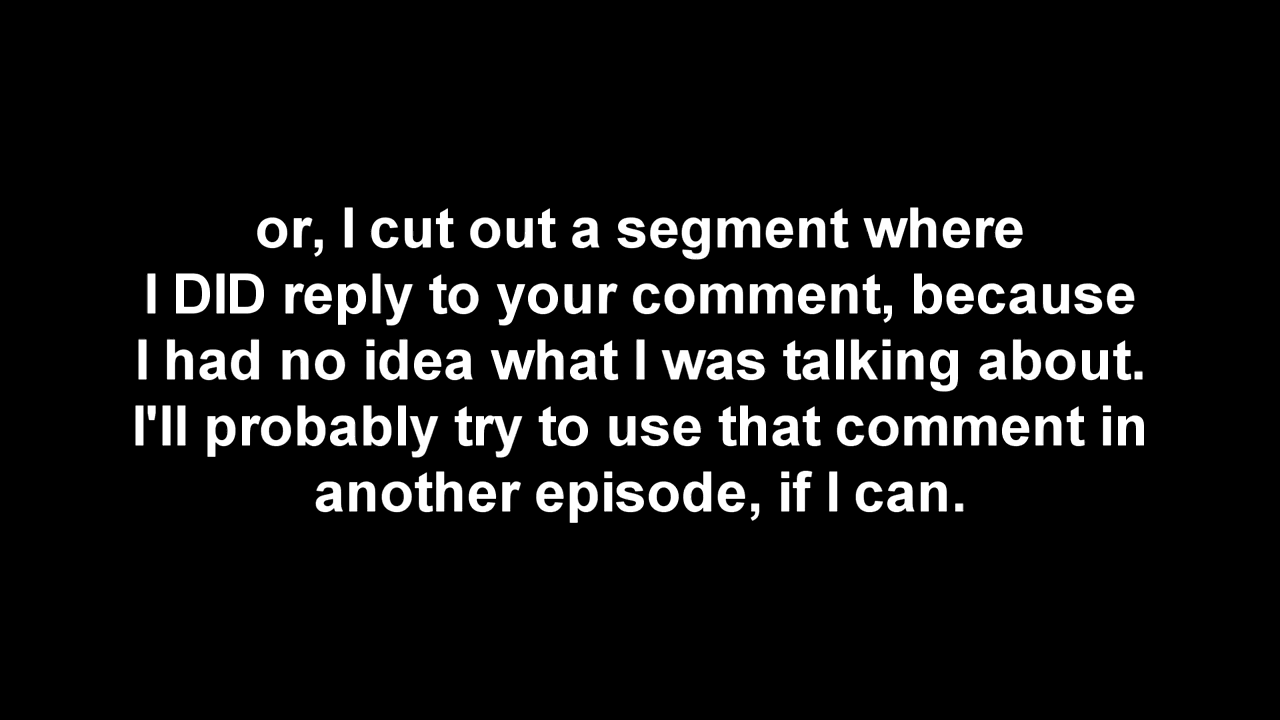 or, I cut out a segment where
I DID reply to your comment, because
I had no idea what I was talking about.
I'll probably try to use that comment in
another episode, if I can.